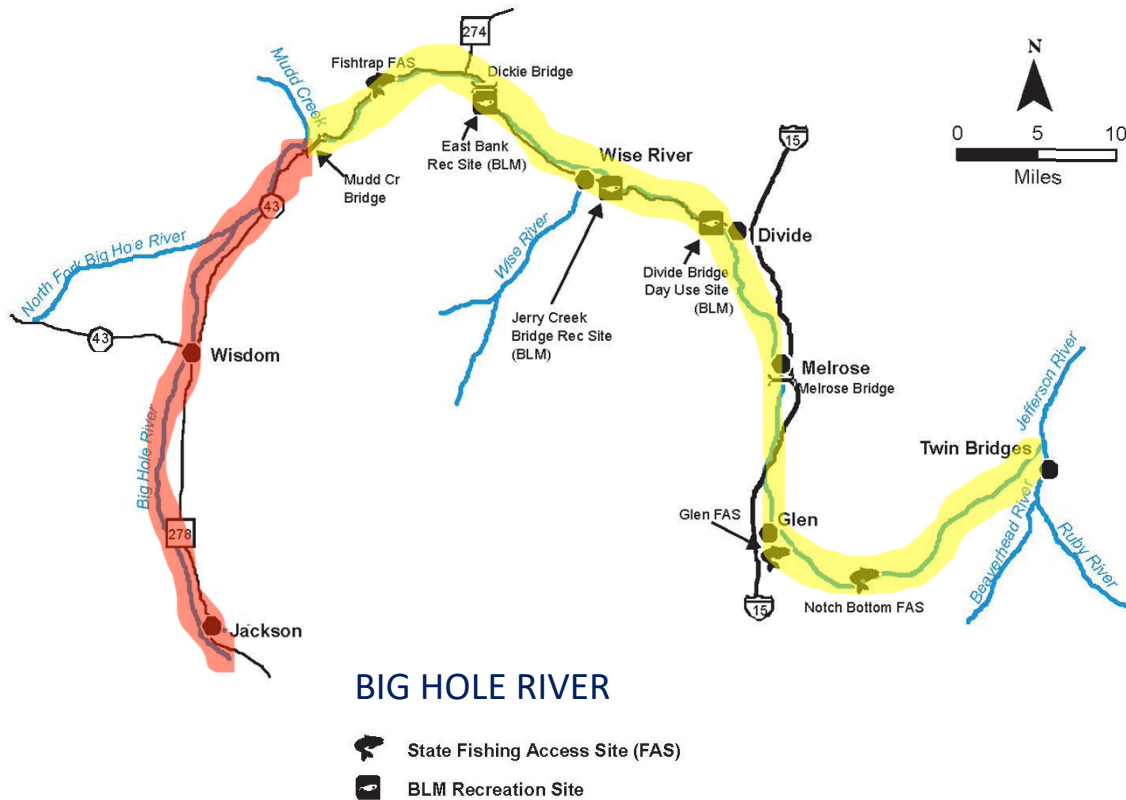 274
Mudd Creek
Fishtrap FAS
Dickie Bridge
N
0 5 10
Miles
15
East Bank
Rec Site (BLM)
Wise River
Mudd Cr
Bridge
43
North Fork Big Hole River
Wise River
Divide
Divide Bridge
Day Use Site
(BLM)
Jerry Creek
Bridge Rec Site
(BLM)
43
Wisdom
Melrose
Melrose Bridge
Jefferson River
Big Hole River
Twin Bridges
278
Glen FAS
Glen
Beaverhead River
Ruby River
15
Notch Bottom FAS
Jackson
BIG HOLE RIVER
State Fishing Access Site (FAS)
BLM Recreation Site